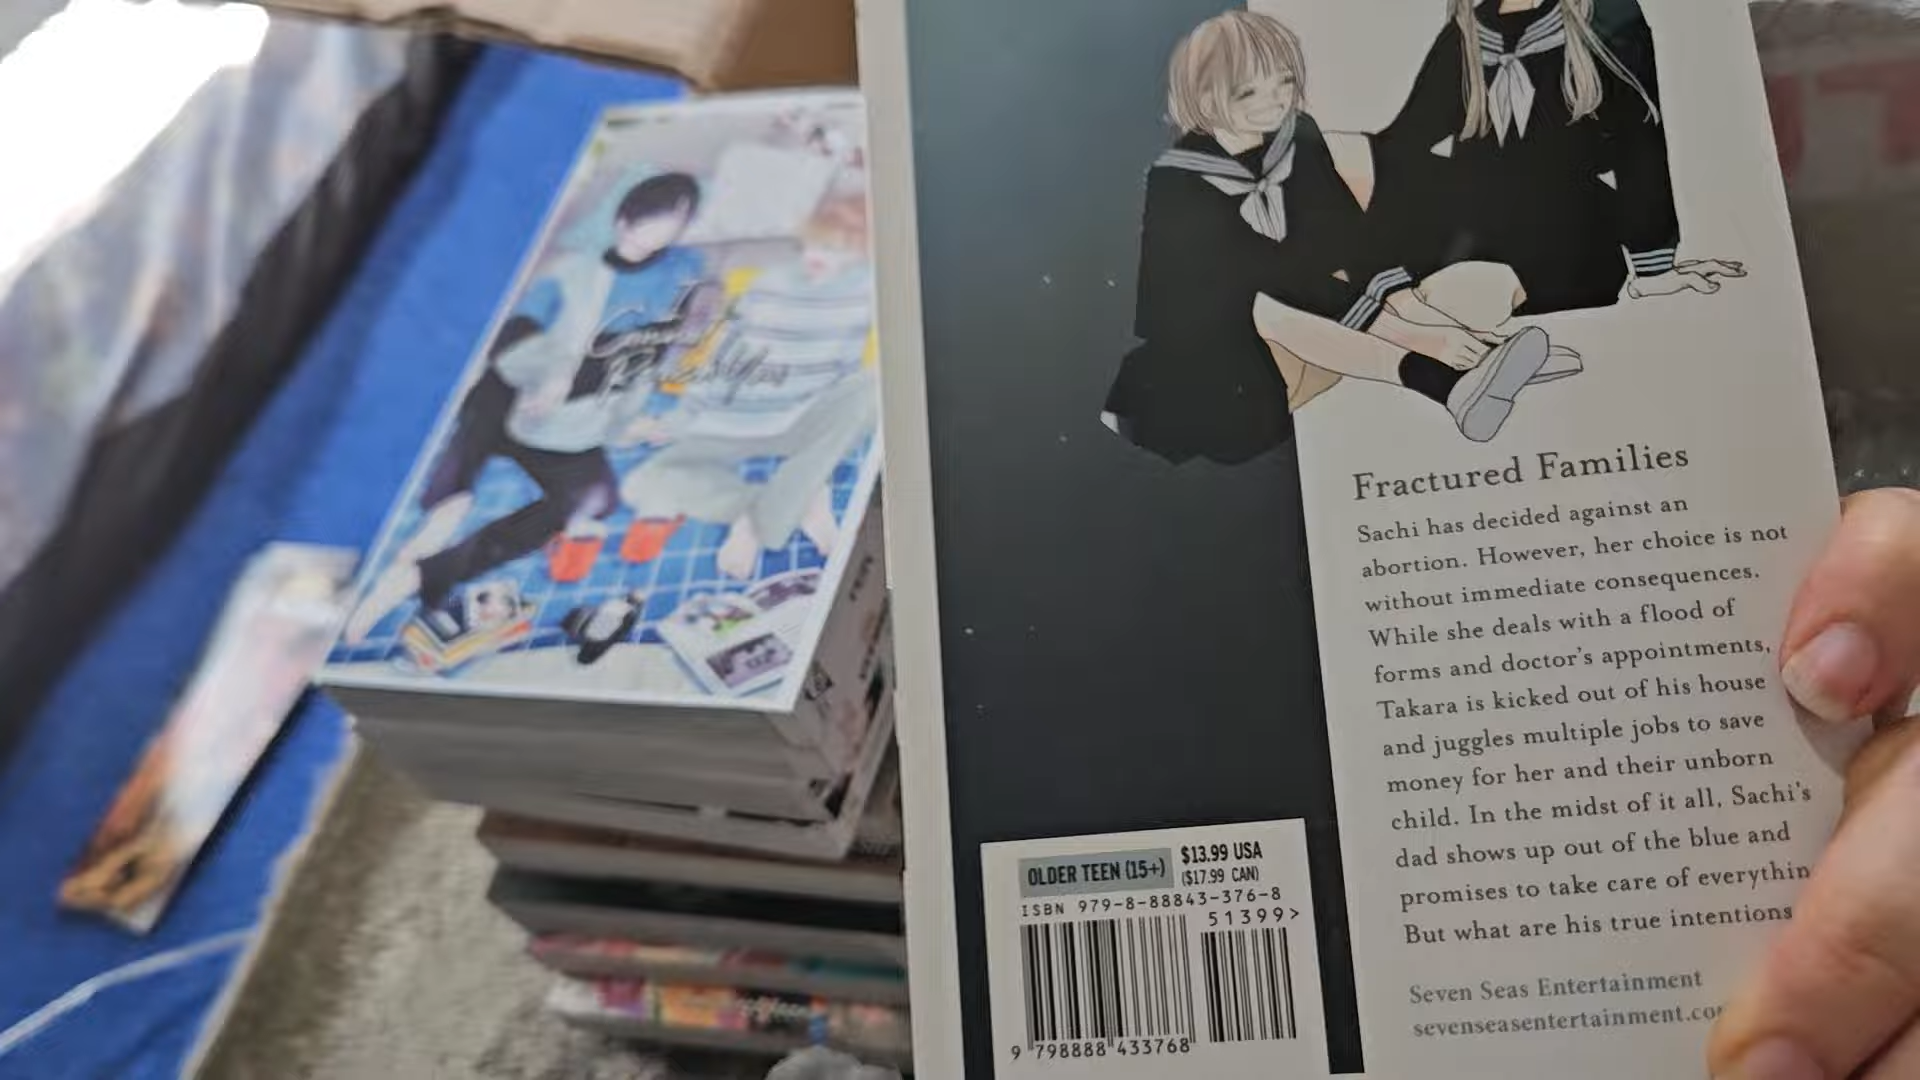 Fractured Families
Sachi has decided against an
abortion. However, her choice is not
without immediate consequences.
While she deals with a flood of
forms and doctor's appointments,
Takara is kicked out of his house
and juggles multiple jobs to save
money for her and their unborn
child. In the midst of it all, Sachi's
dad shows up out of the blue and
promises to take care of everythin
But what are his true intentions
Seven Seas Entertainment
sevenseasentertainment.co
OLDER TEEN (15+)
$13.99 USA
($17.99 CAN)
ISBN 979-8-88843-376-8
51399>
9 798888 433768